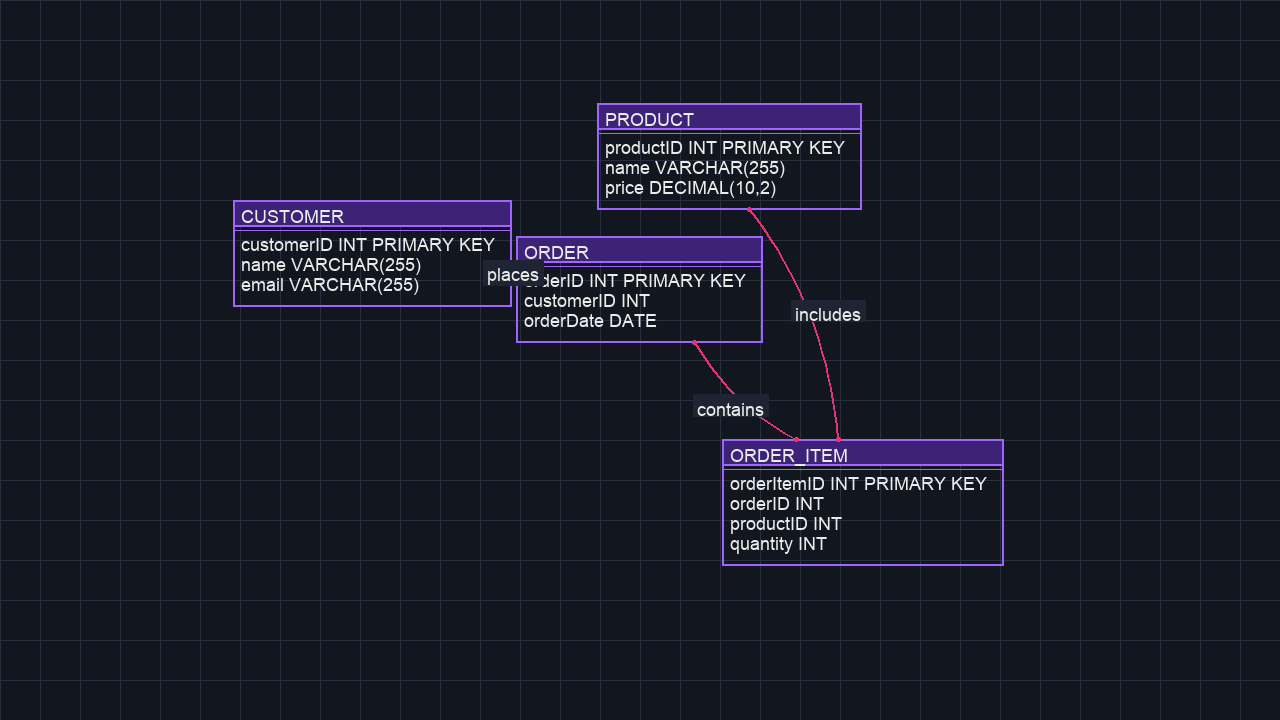 PRODUCT
productID INT PRIMARY KEY
name VARCHAR(255)
price DECIMAL(10,2)
CUSTOMER
customerID INT PRIMARY KEY
name VARCHAR(255)
email VARCHAR(255)
places
ORDER
orderID INT PRIMARY KEY
customerID INT
orderDate DATE
includes
contains
ORDER_ITEM
orderItemID INT PRIMARY KEY
orderID INT
productID INT
quantity INT